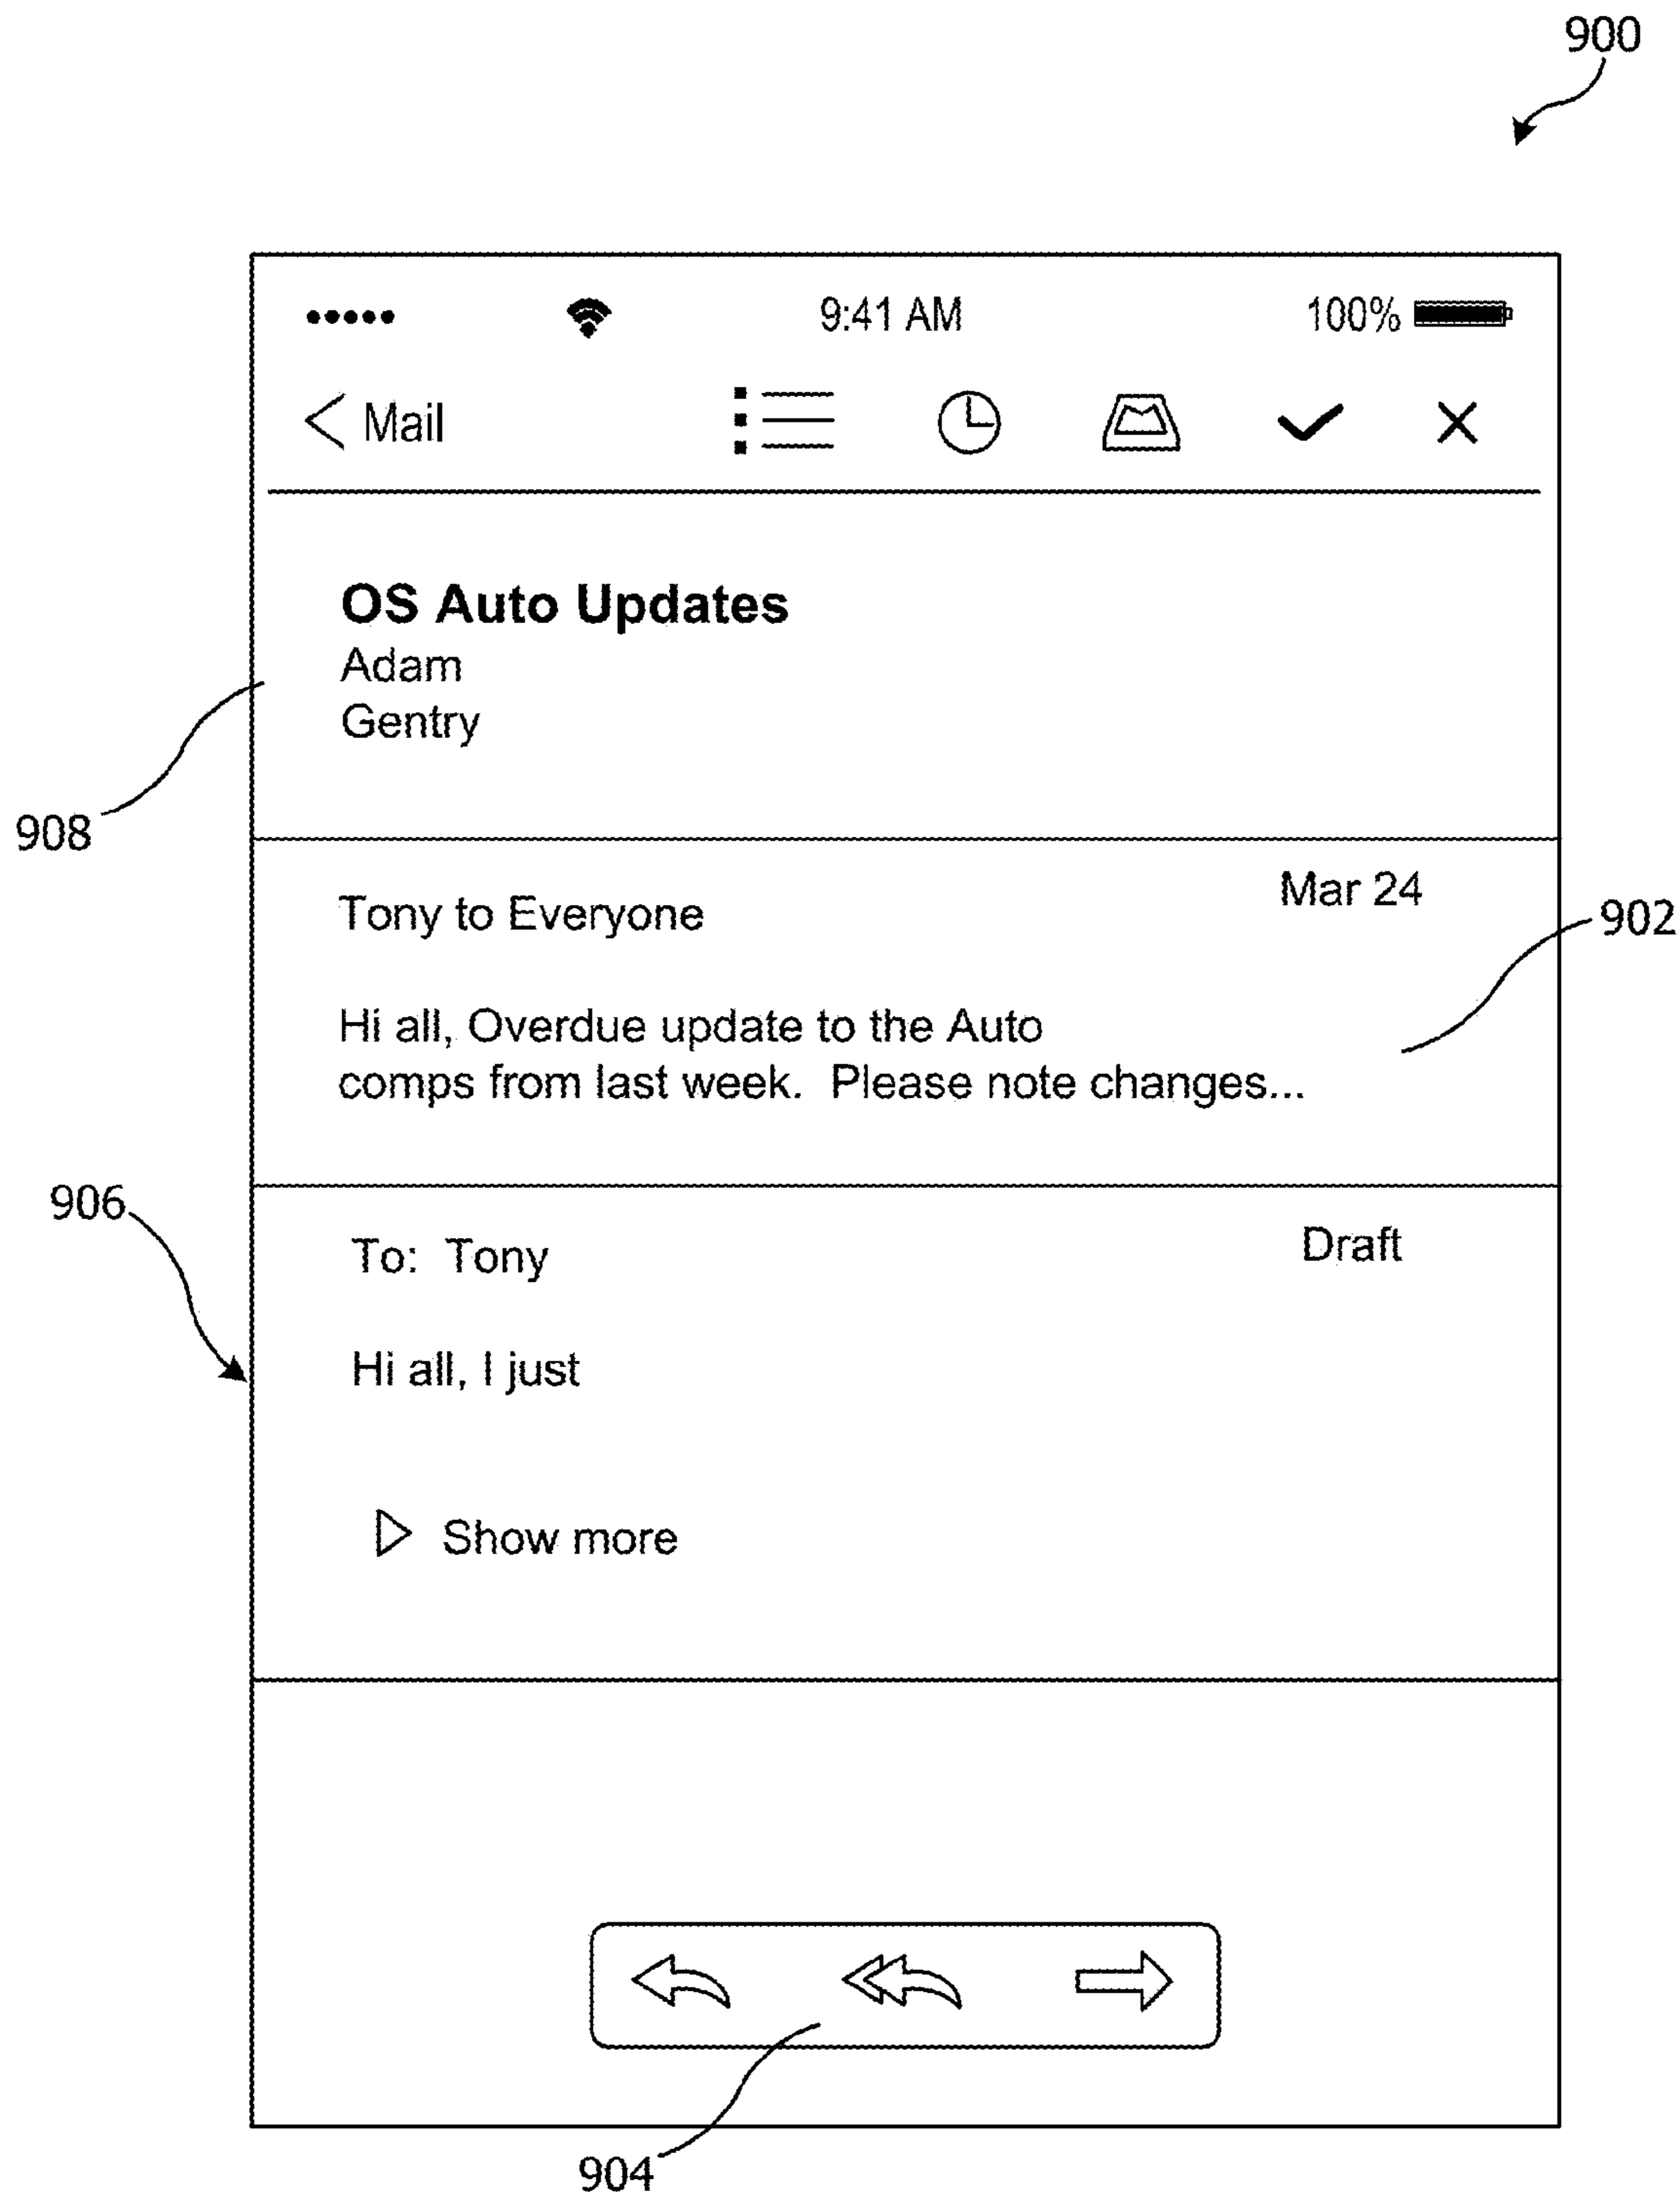 900
9:41 AM 100%
Mail
OS Auto Updates
Adam
Gentry
908
Tony to Everyone Mar 24
902
Hi all, Overdue update to the Auto
comps from last week. Please note changes...
906
To: Tony Draft
Hi all, I just
Show more
904